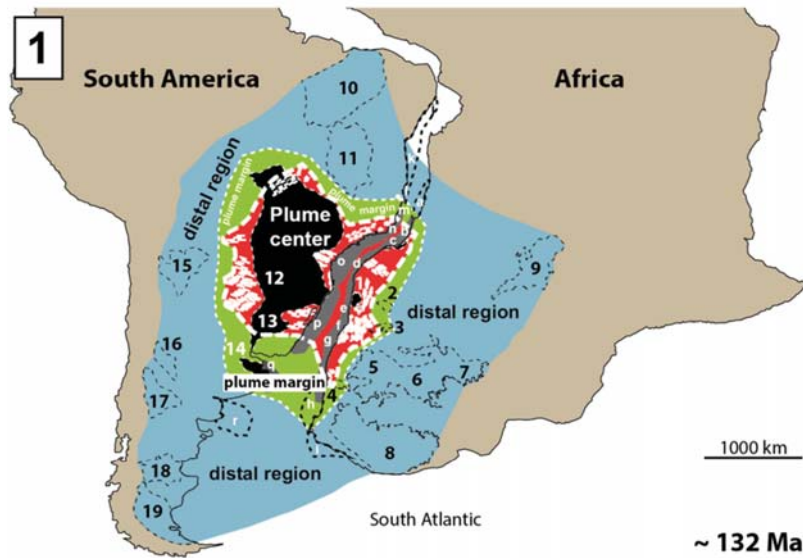 1
South America
Africa
10
11
distal region
plume margin
plume margin
m
n
b
c
Plume
center
o
d
9
15
12
1
2
distal region
e
3
13
p
f
16
14
g
5
6
7
q
plume margin
17
4
h
r
i
8
1000 km
18
distal region
19
South Atlantic
~ 132 Ma